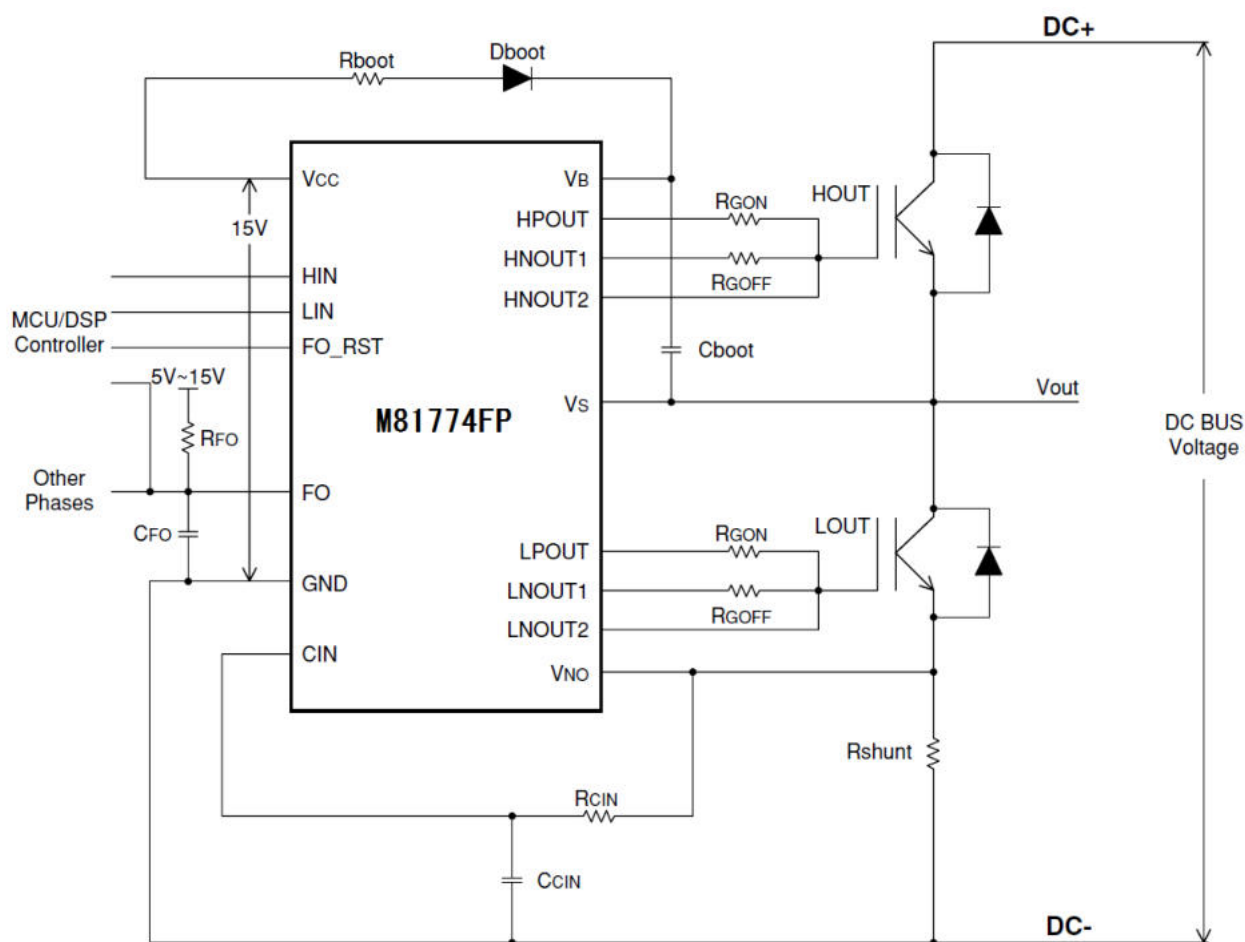 DC+
Rboot
Dboot
VCC
VB
HPOUT
RGON
HOUT
15V
HNOUT1
RGOFF
HIN
HNOUT2
LIN
MCU/DSP
Controller
FO_RST
Cboot
5V~15V
VS
Vout
M81774FP
RFO
DC BUS
Voltage
Other
Phases
FO
CFO
LPOUT
RGON
LOUT
GND
LNOUT1
RGOFF
LNOUT2
CIN
VNO
Rshunt
RCIN
CCIN
DC-